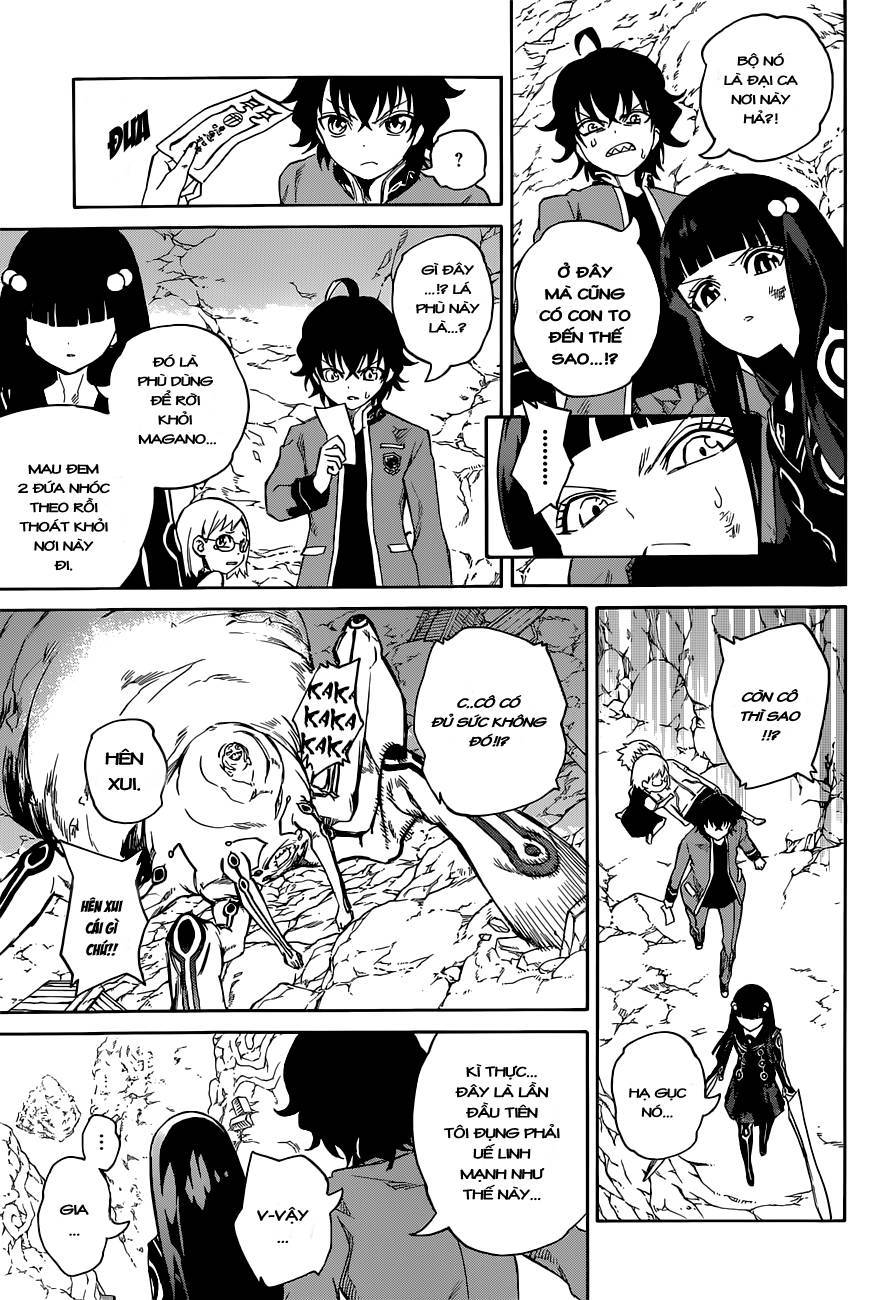 BỘ NÓ
LÀ ĐẠI CA
NƠI NÀY
HẢ?!
Ở ĐÂY
MÀ CŨNG
CÓ CON TO
ĐẾN THẾ
SAO...!?
.........
ĐƯA
?
GÌ ĐÂY
...!? LÁ
PHÙ NÀY
LÀ...?
ĐÓ LÀ
PHÙ DÙNG
ĐỂ RỜI
KHỎI
MAGANO...
MAU ĐEM
2 ĐỨA NHÓC
THEO RỒI
THOÁT KHỎI
NƠI NÀY
ĐI.
CÒN CÔ
THÌ SAO
!!?
HẠ GỤC
NÓ...
C..CÔ CÓ
ĐỦ SỨC KHÔNG
ĐÓ!?
KAKA
KAKA
KAKA
HÊN
XUI.
HÊN XUI
CÁI GÌ
CHỨ?!
KÌ THỰC...
ĐÂY LÀ LẦN
ĐẦU TIÊN
TÔI ĐỤNG PHẢI
UẾ LINH
MẠNH NHƯ
THẾ NÀY...
V-VẬY
...
...
GIA
...